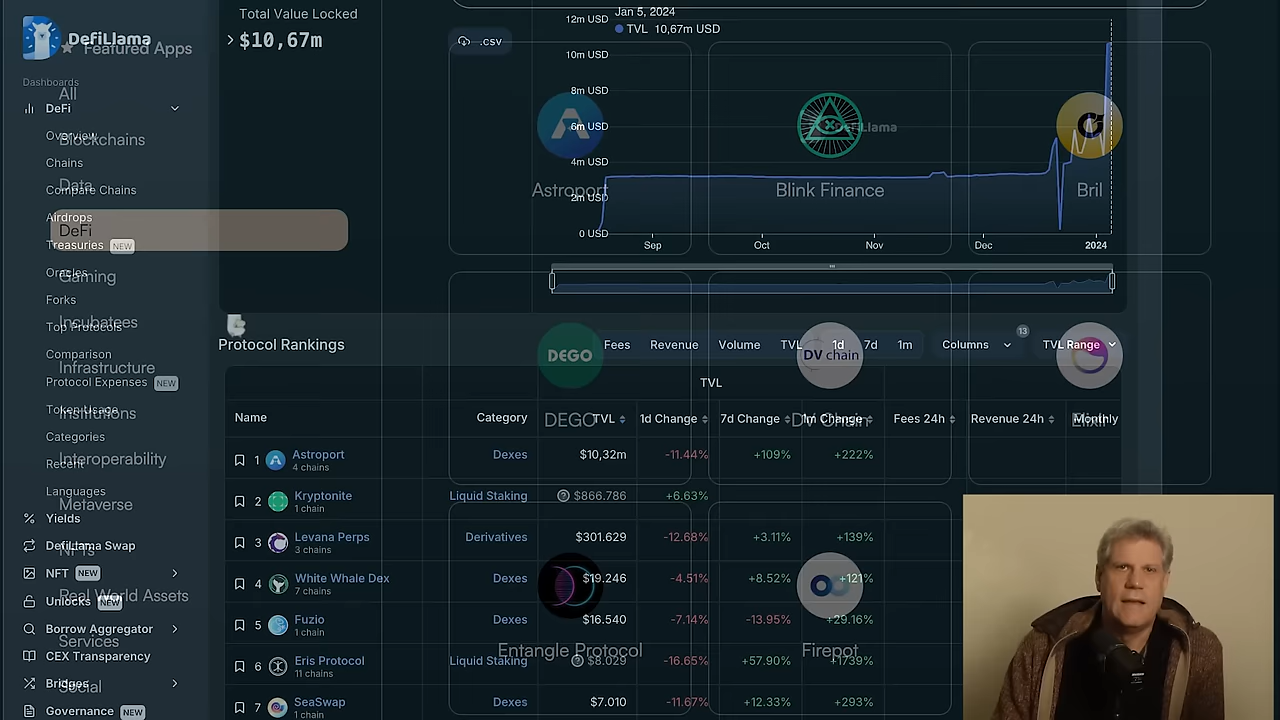 Total Value Locked
$10,67m
DefiLlama
Featured Apps
Dashboards
All
DeFi
Overview
Blockchains
Chains
Data
Compare Chains
Airdrops
DeFi
Treasuries NEW
Oracles
Gaming
Forks
Incubatees
Top Protocols
Comparison
Infrastructure
Protocol Expenses NEW
Token Usage
Institutions
Categories
Interoperability
Recent
Languages
Metaverse
Yields
DefiLlama Swap
NFTs
NFT NEW
Real World Assets
Unlocks NEW
Borrow Aggregator
Services
CEX Transparency
Bridges
Social
Governance NEW
.csv
Jan 5, 2024
TVL 10,67m USD
12m USD
10m USD
8m USD
6m USD
4m USD
2m USD
0 USD
DefiLlama
Sep Oct Nov Dec 2024
Astroport Blink Finance Bril
Protocol Rankings
Fees Revenue Volume TVL 1d 7d 1m Columns 13 TVL Range
DEGO DV chain
DEGO DV Chain Elixir
TVL
Name Category TVL 1d Change 7d Change 1m Change Fees 24h Revenue 24h Monthly
1 Astroport Dexes $10,32m -11.44% +109% +222%
4 chains
2 Kryptonite Liquid Staking $866.786 +6.63%
1 chain
3 Levana Perps Derivatives $301.629 -12.68% +3.11% +139%
3 chains
4 White Whale Dex Dexes $19.246 -4.51% +8.52% +121%
7 chains
5 Fuzio Dexes $16.540 -7.14% -13.95% +29.16%
1 chain
Entangle Protocol Firepot
6 Eris Protocol Liquid Staking $8.029 -16.65% +57.90% +1739%
11 chains
7 SeaSwap Dexes $7.010 -11.67% +12.33% +293%
1 chain